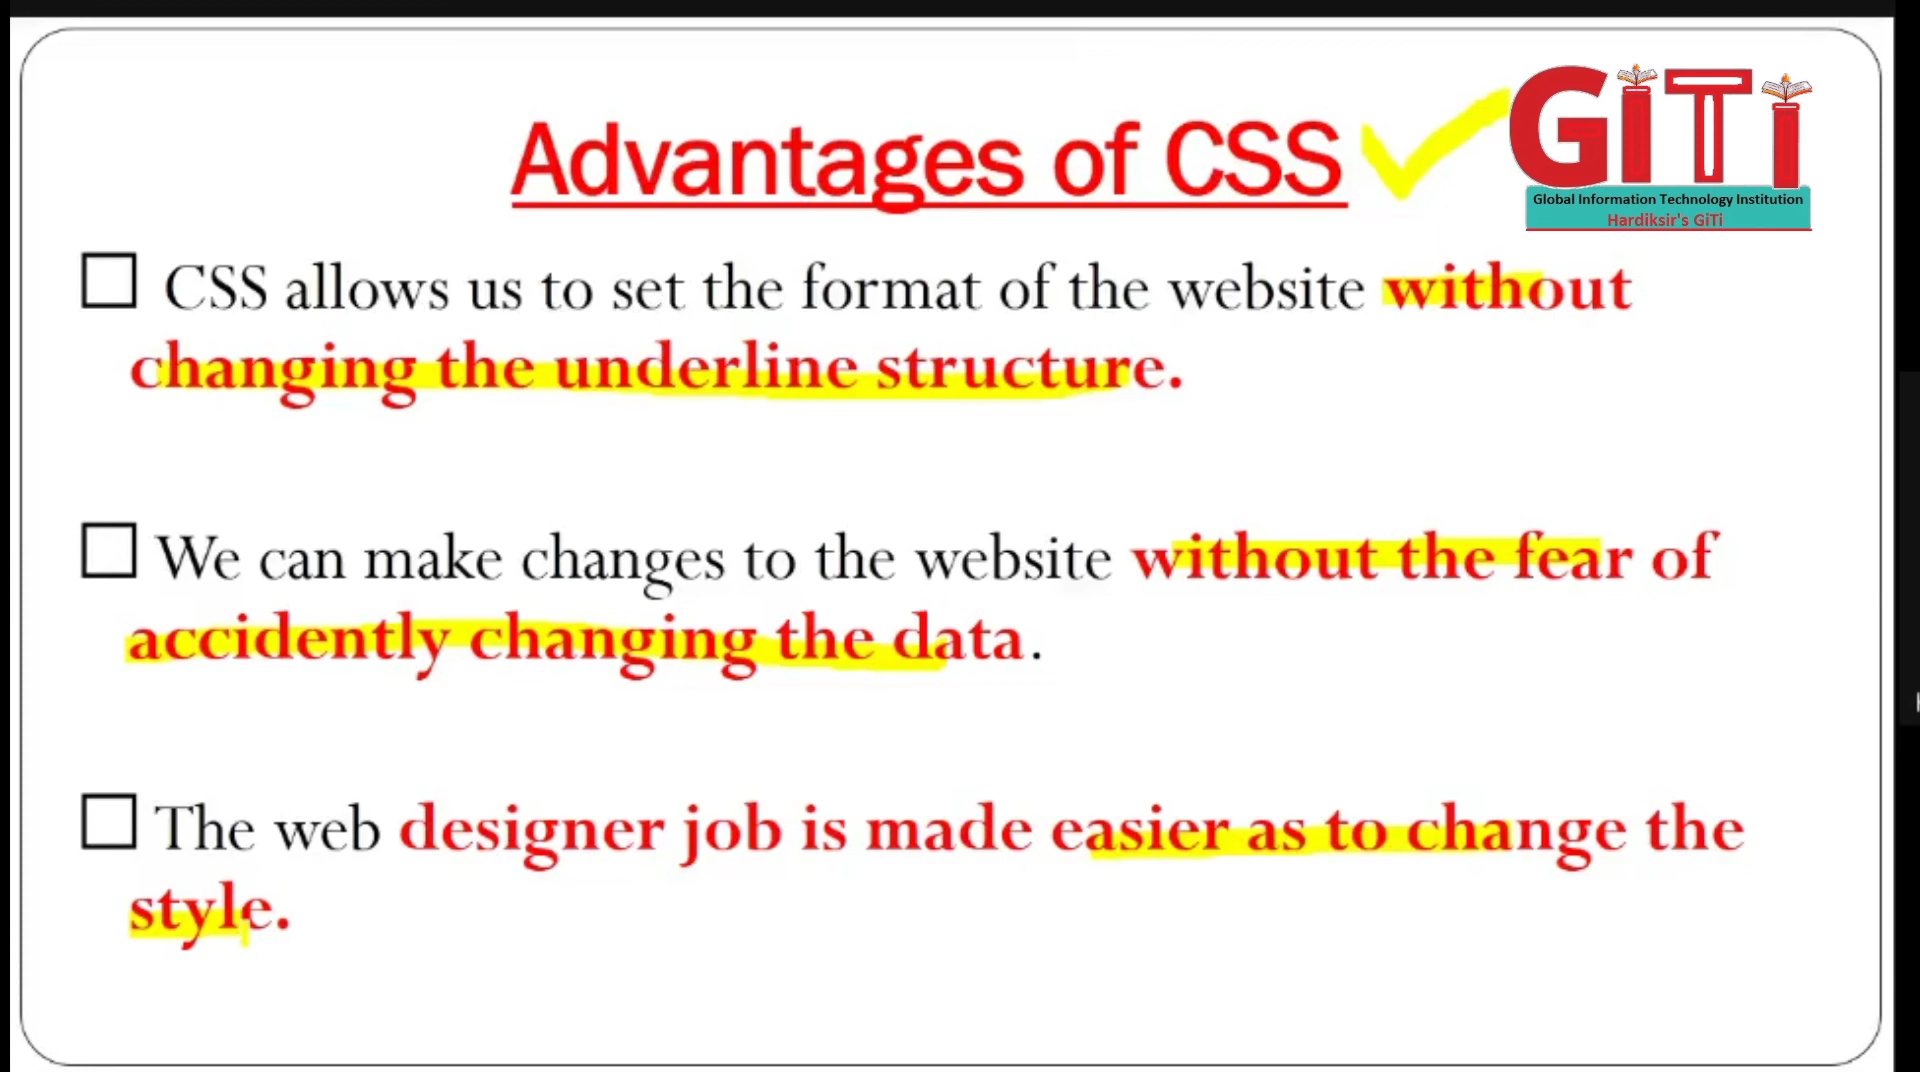 Advantages of CSS
GiTi
Global Information Technology Institution
Hardiksir's GiTi
CSS allows us to set the format of the website without
changing the underline structure.
We can make changes to the website without the fear of
accidently changing the data.
The web designer job is made easier as to change the
style.